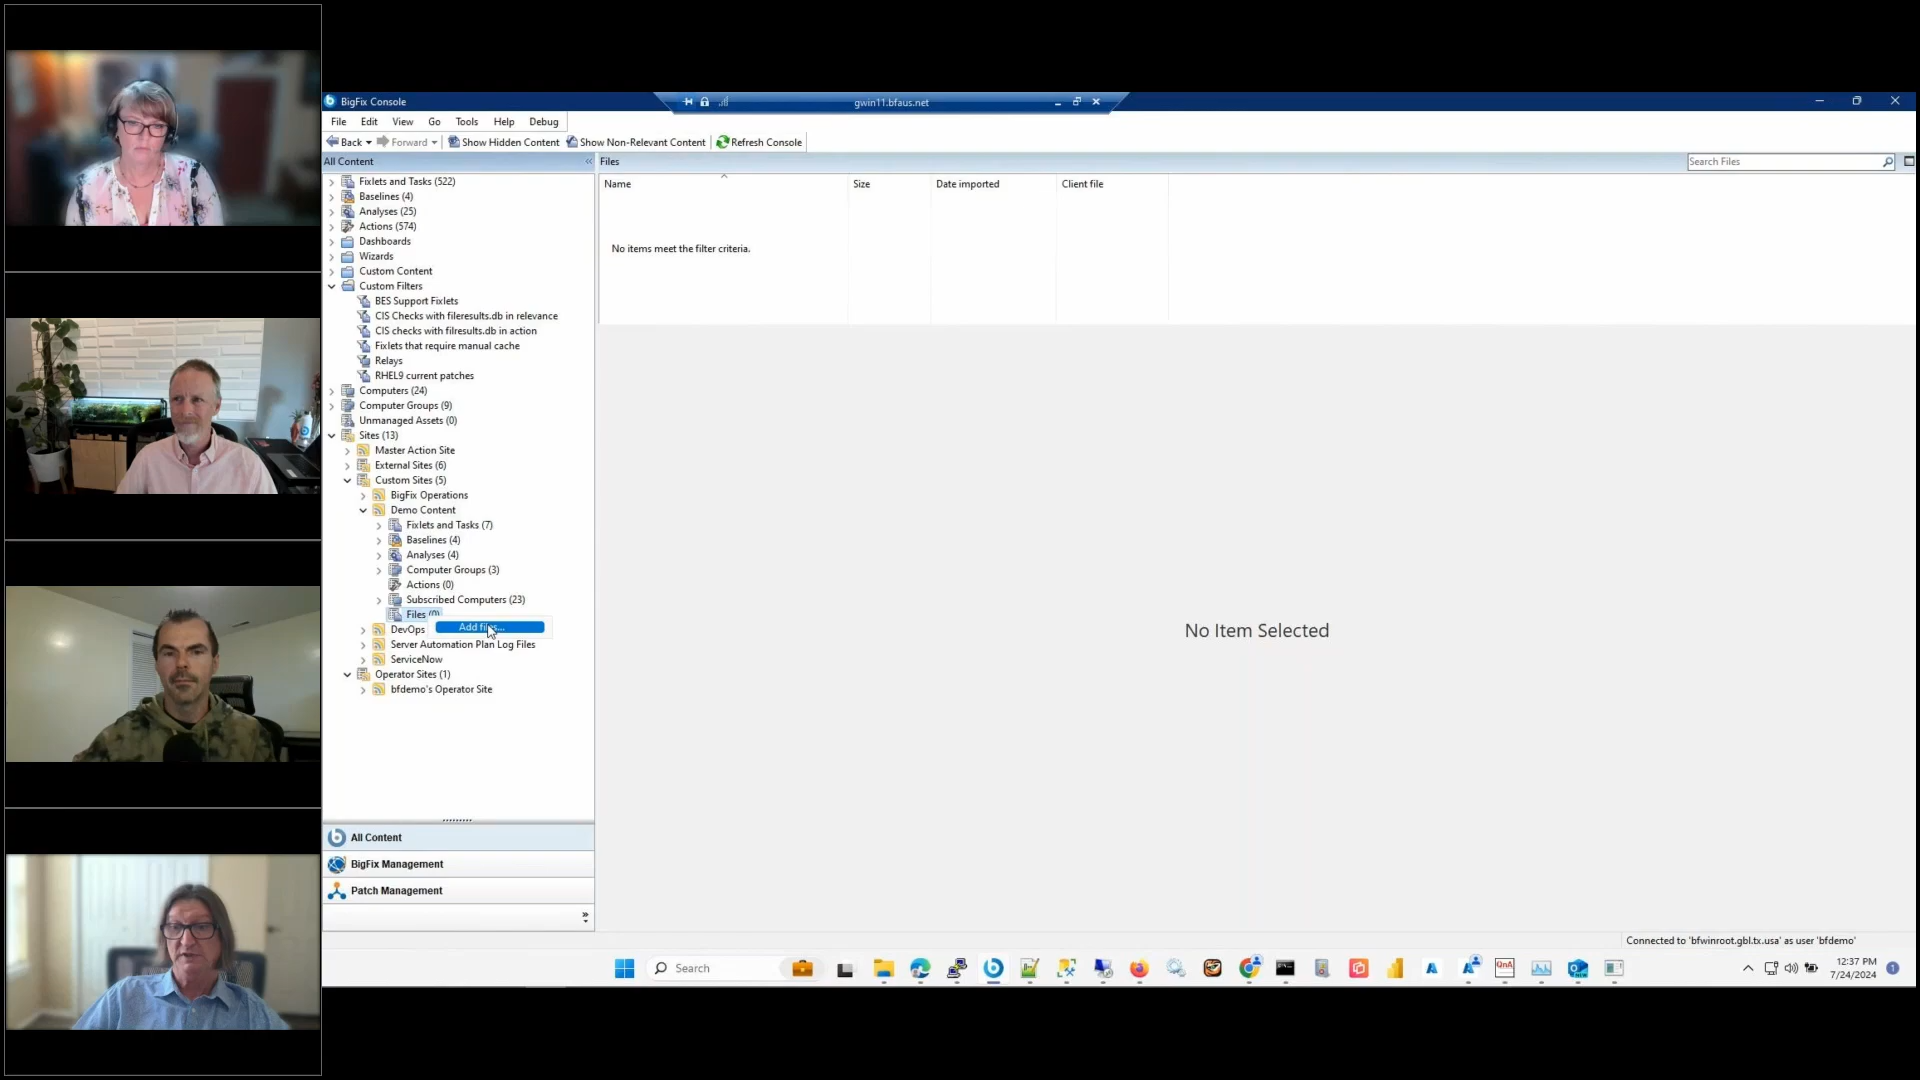 BigFix Console
gwin11.bfaus.net
File Edit View Go Tools Help Debug
Back Forward Show Hidden Content Show Non-Relevant Content Refresh Console
All Content
Files
Search Files
Name Size Date imported Client file
No items meet the filter criteria.
Fixlets and Tasks (522)
Baselines (4)
Analyses (25)
Actions (574)
Dashboards
Wizards
Custom Content
Custom Filters
BES Support Fixlets
CIS Checks with fileresults.db in relevance
CIS checks with filresults.db in action
Fixlets that require manual cache
Relays
RHEL9 current patches
Computers (24)
Computer Groups (9)
Unmanaged Assets (0)
Sites (13)
Master Action Site
External Sites (6)
Custom Sites (5)
BigFix Operations
Demo Content
Fixlets and Tasks (7)
Baselines (4)
Analyses (4)
Computer Groups (3)
Actions (0)
Subscribed Computers (23)
Files (0)
Add files...
DevOps
Server Automation Plan Log Files
ServiceNow
Operator Sites (1)
bfdemo's Operator Site
No Item Selected
All Content
BigFix Management
Patch Management
Connected to 'bfwinroot.gbl.tx.usa' as user 'bfdemo'
Search
QnA
12:37 PM
7/24/2024
1